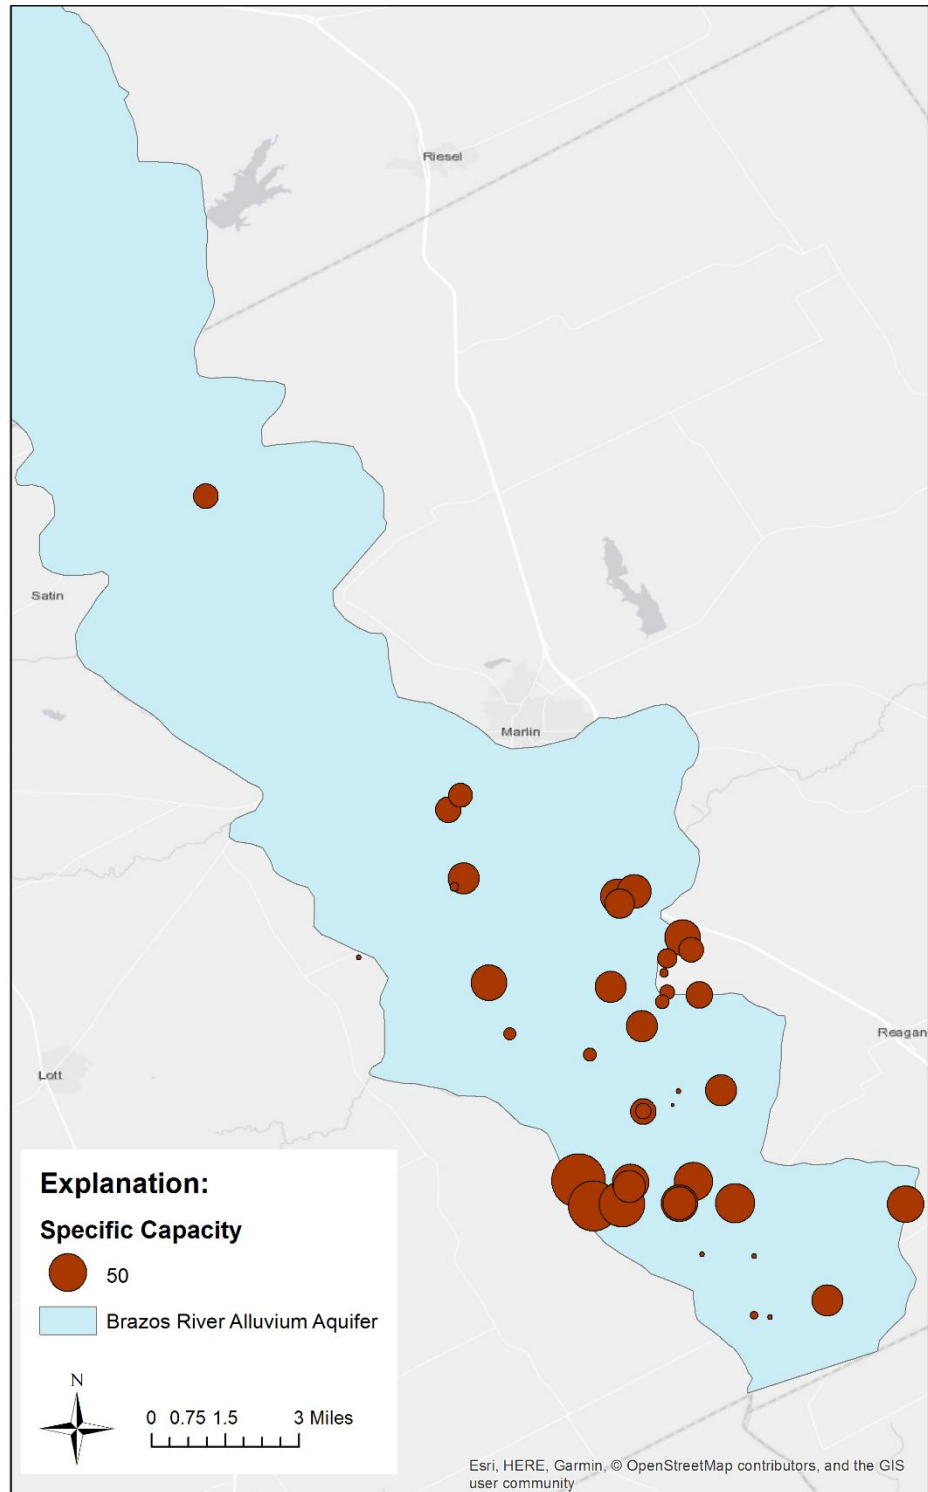 Riesel
Satin
Marlin
Reagan
Lott
Explanation:
Specific Capacity
50
Brazos River Alluvium Aquifer
N
0 0.75 1.5 3 Miles
Esri, HERE, Garmin, © OpenStreetMap contributors, and the GIS
user community